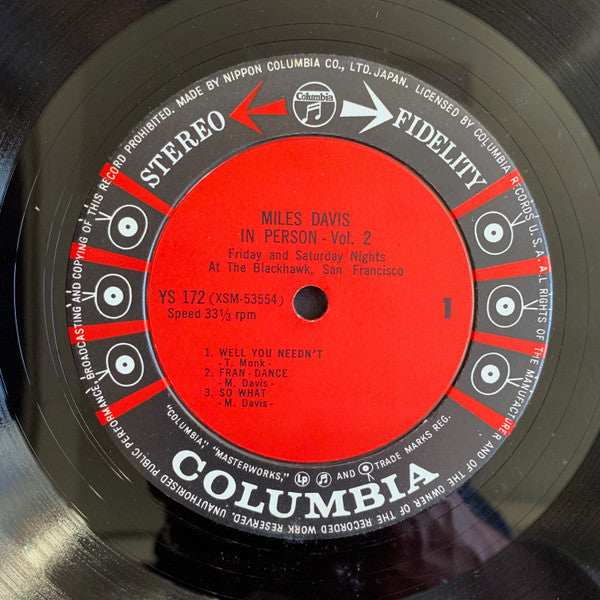 MADE BY NIPPON COLUMBIA CO., LTD. JAPAN. LICENSED BY COLUMBIA RECORDS U. S. A. ALL RIGHTS OF THE MANUFACTURER AND OF THE OWNER OF THE RECORDED WORK RESERVED. UNAUTHORISED PUBLIC PERFORMANCE, BROADCASTING AND COPYING OF THIS RECORD PROHIBITED.
Columbia
STEREO FIDELITY
MILES DAVIS
IN PERSON - Vol. 2
Friday and Saturday Nights
At The Blackhawk, San Francisco
YS 172 (XSM-53554)
Speed 33⅓ rpm
1
1. WELL YOU NEEDN'T
- T. Monk -
2. FRAN - DANCE
- M. Davis -
3. SO WHAT
- M. Davis -
"COLUMBIA," "MASTERWORKS," Lp AND TRADE MARKS REG.
COLUMBIA